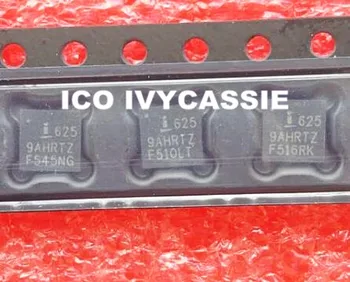 ICO IVYCASSIE
i 625
9AHRTZ
F545NG
i 625
9AHRTZ
F510LT
i 625
9AHRTZ
F516RK